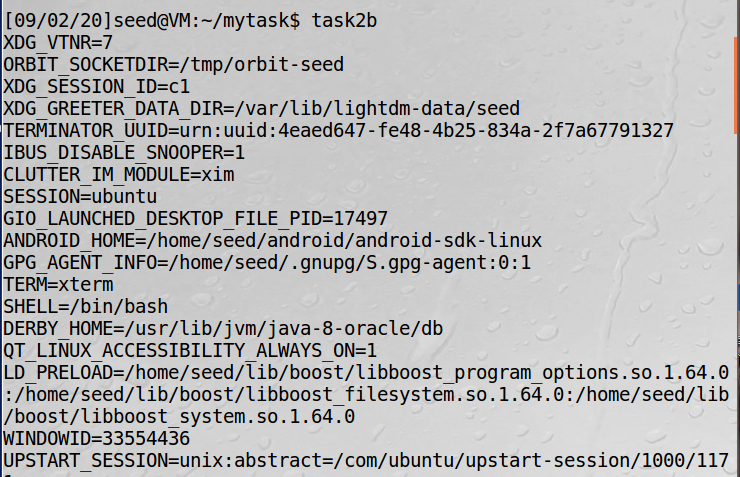 [09/02/20]seed@VM:~/mytask$ task2b
XDG_VTNR=7
ORBIT_SOCKETDIR=/tmp/orbit-seed
XDG_SESSION_ID=c1
XDG_GREETER_DATA_DIR=/var/lib/lightdm-data/seed
TERMINATOR_UUID=urn:uuid:4eaed647-fe48-4b25-834a-2f7a67791327
IBUS_DISABLE_SNOOPER=1
CLUTTER_IM_MODULE=xim
SESSION=ubuntu
GIO_LAUNCHED_DESKTOP_FILE_PID=17497
ANDROID_HOME=/home/seed/android/android-sdk-linux
GPG_AGENT_INFO=/home/seed/.gnupg/S.gpg-agent:0:1
TERM=xterm
SHELL=/bin/bash
DERBY_HOME=/usr/lib/jvm/java-8-oracle/db
QT_LINUX_ACCESSIBILITY_ALWAYS_ON=1
LD_PRELOAD=/home/seed/lib/boost/libboost_program_options.so.1.64.0
:/home/seed/lib/boost/libboost_filesystem.so.1.64.0:/home/seed/lib
/boost/libboost_system.so.1.64.0
WINDOWID=33554436
UPSTART_SESSION=unix:abstract=/com/ubuntu/upstart-session/1000/117